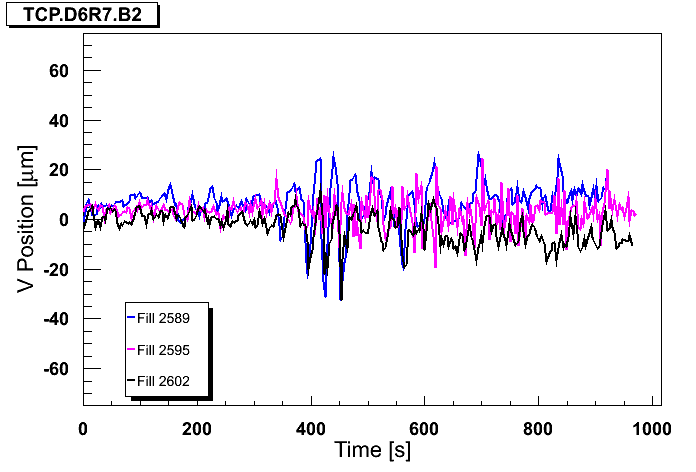 TCP.D6R7.B2
V Position [μm]
60
40
20
0
-20
-40
-60
Fill 2589
Fill 2595
Fill 2602
0 200 400 600 800 1000
Time [s]